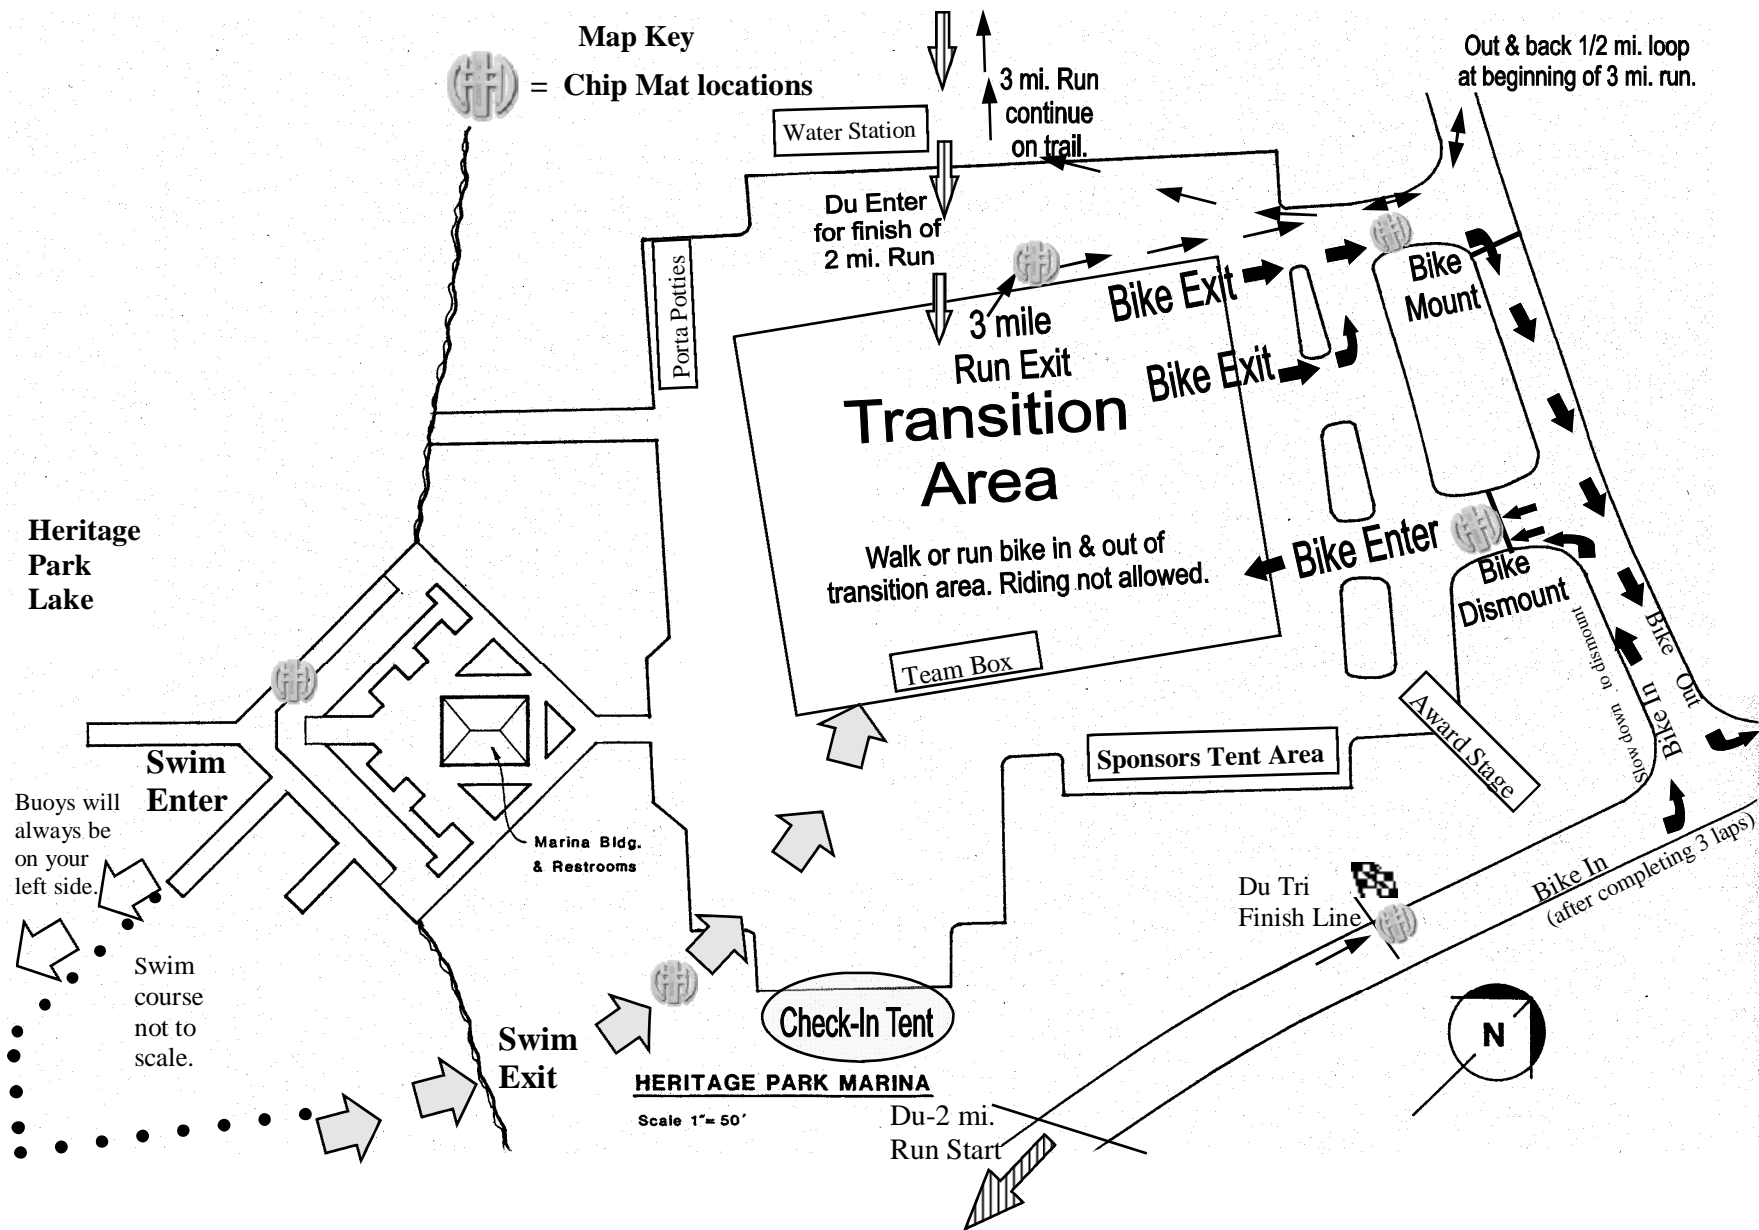 Map Key
= Chip Mat locations
Out & back 1/2 mi. loop
at beginning of 3 mi. run.
3 mi. Run
continue
on trail.
Water Station
Du Enter
for finish of
2 mi. Run
Porta Potties
3 mile
Run Exit
Bike Exit
Bike Exit
Bike
Mount
Transition
Area
Walk or run bike in & out of
transition area. Riding not allowed.
Bike Enter
Bike
Dismount
Heritage
Park
Lake
Team Box
Bike Out
Bike In
Slow down to dismount
Award Stage
Sponsors Tent Area
Swim
Enter
Buoys will
always be
on your
left side.
Marina Bldg.
& Restrooms
Bike In
(after completing 3 laps)
Du Tri
Finish Line
Swim
course
not to
scale.
Check-In Tent
Swim
Exit
N
HERITAGE PARK MARINA
Scale 1"= 50'
Du-2 mi.
Run Start